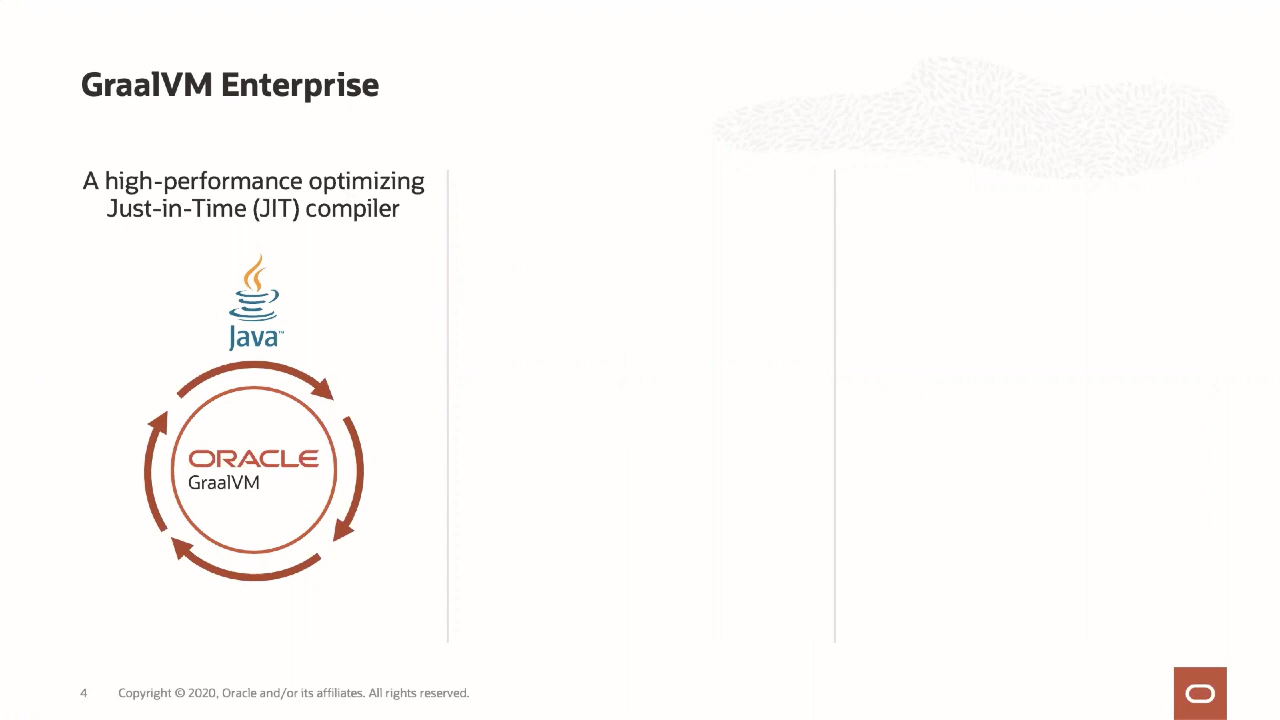 GraalVM Enterprise
A high-performance optimizing
Just-in-Time (JIT) compiler
Java™
ORACLE
GraalVM
4 Copyright © 2020, Oracle and/or its affiliates. All rights reserved.